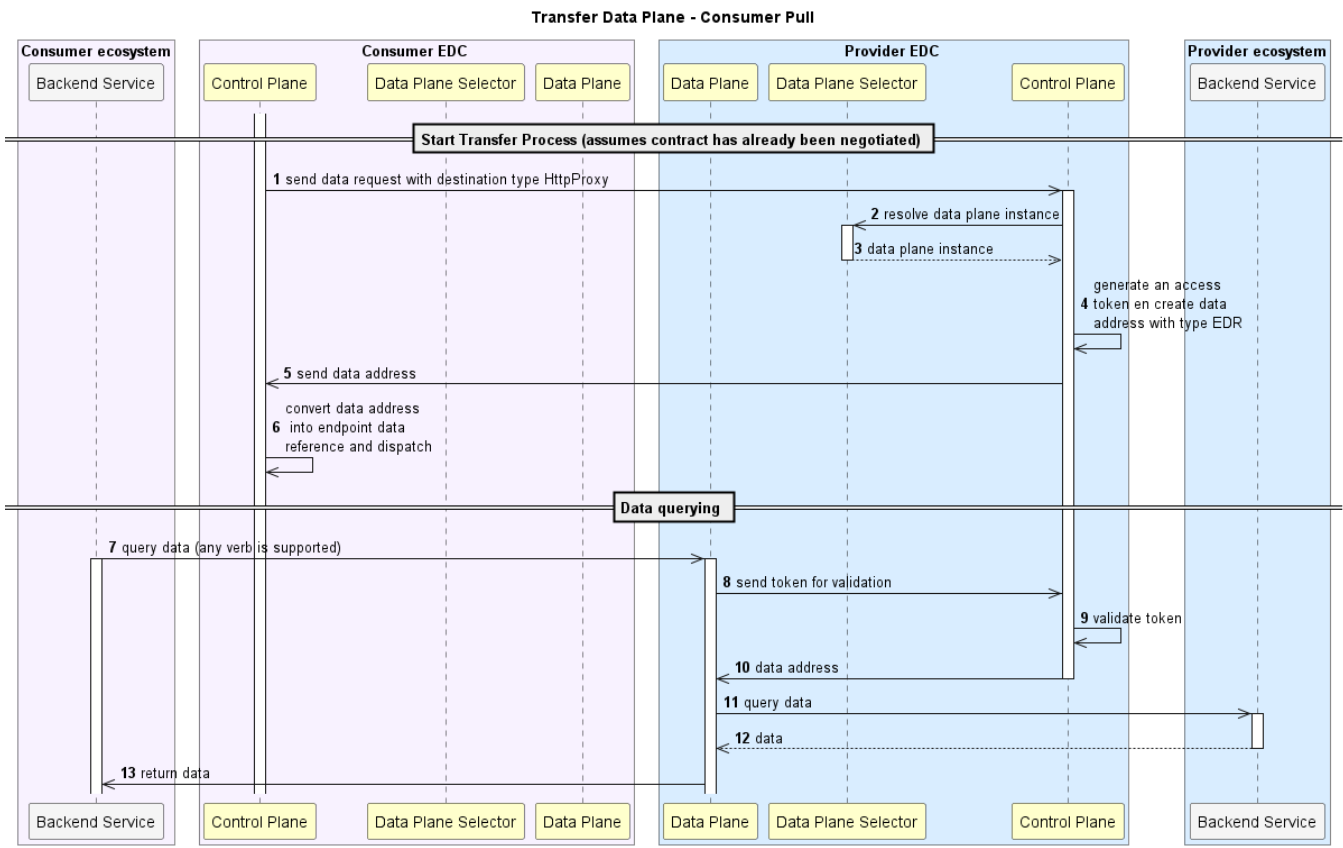 Transfer Data Plane - Consumer Pull
Consumer ecosystem
Consumer EDC
Provider EDC
Provider ecosystem
Backend Service
Control Plane
Data Plane Selector
Data Plane
Data Plane
Data Plane Selector
Control Plane
Backend Service
Start Transfer Process (assumes contract has already been negotiated)
1 send data request with destination type HttpProxy
2 resolve data plane instance
3 data plane instance
generate an access
4 token en create data
address with type EDR
5 send data address
convert data address
6 into endpoint data
reference and dispatch
Data querying
7 query data (any verb is supported)
8 send token for validation
9 validate token
10 data address
11 query data
12 data
13 return data
Backend Service
Control Plane
Data Plane Selector
Data Plane
Data Plane
Data Plane Selector
Control Plane
Backend Service